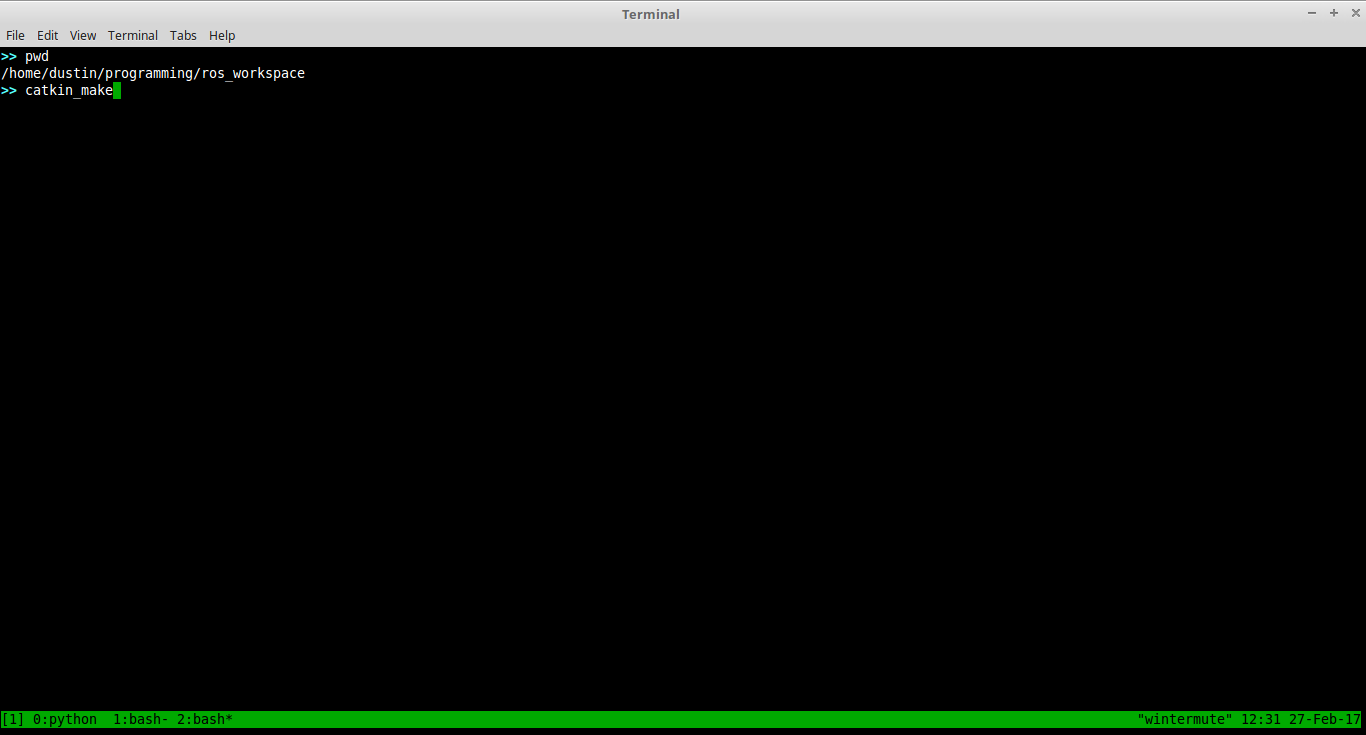 Terminal
File Edit View Terminal Tabs Help
>> pwd
/home/dustin/programming/ros_workspace
>> catkin_make
[1] 0:python  1:bash- 2:bash* "wintermute" 12:31 27-Feb-17